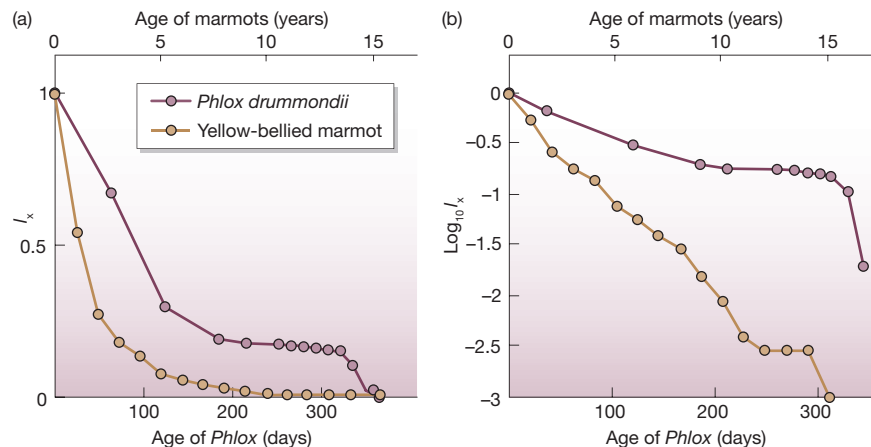 (a)
Age of marmots (years)
0 5 10 15
1
0.5
0
lx
Phlox drummondii
Yellow-bellied marmot
100 200 300
Age of Phlox (days)
(b)
Age of marmots (years)
0 5 10 15
0
–0.5
–1
–1.5
–2
–2.5
–3
Log10 lx
100 200 300
Age of Phlox (days)